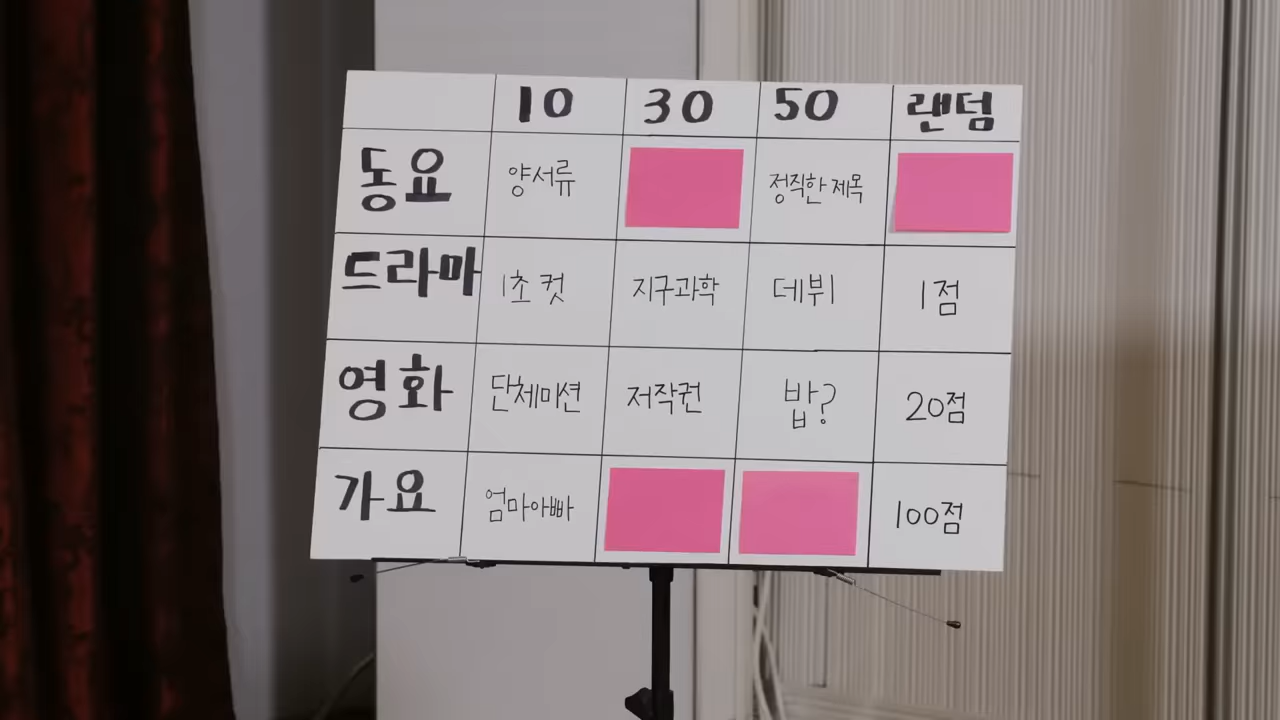 10 30 50 랜덤
동요 양서류 정직한 제목
드라마 1초 컷 지구과학 데뷔 1점
영화 단체미션 저작권 밥? 20점
가요 엄마아빠 100점